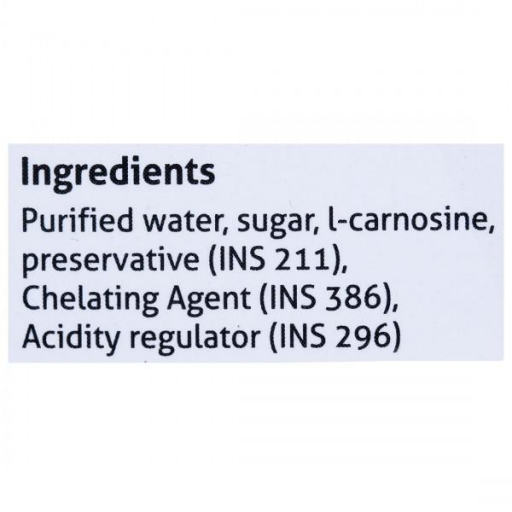 Ingredients
Purified water, sugar, l-carnosine,
preservative (INS 211),
Chelating Agent (INS 386),
Acidity regulator (INS 296)